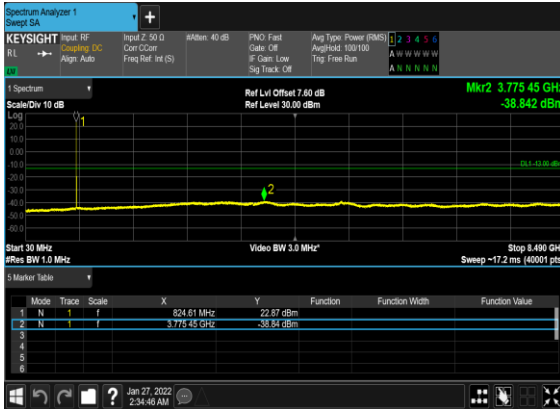 Spectrum Analyzer 1
Swept SA
+
KEYSIGHT Input: RF Input Z: 50 Ω #Atten: 40 dB PNO: Fast Avg Type: Power (RMS) 1 2 3 4 5 6
RL Coupling: DC Corr CCorr Gate: Off Avg|Hold: 100/100 A W W W W W
Align: Auto Freq Ref: Int (S) IF Gain: Low Trig: Free Run
Sig Track: Off A N N N N N
1 Spectrum
Ref Lvl Offset 7.60 dB Mkr2 3.775 45 GHz
Scale/Div 10 dB Ref Level 30.00 dBm -38.842 dBm
Log
1
20.0
10.0
0.00
-10.0
DL1 -13.00 dBm
-20.0
-30.0
2
-40.0
-50.0
-60.0
Start 30 MHz Video BW 3.0 MHz* Stop 8.490 GH
#Res BW 1.0 MHz Sweep ~17.2 ms (40001 pts
5 Marker Table
Mode Trace Scale X Y Function Function Width Function Value
1 N 1 f 824.61 MHz 22.87 dBm
2 N 1 f 3.775 45 GHz -38.84 dBm
3
4
5
6
? Jan 27, 2022
2:34:46 AM